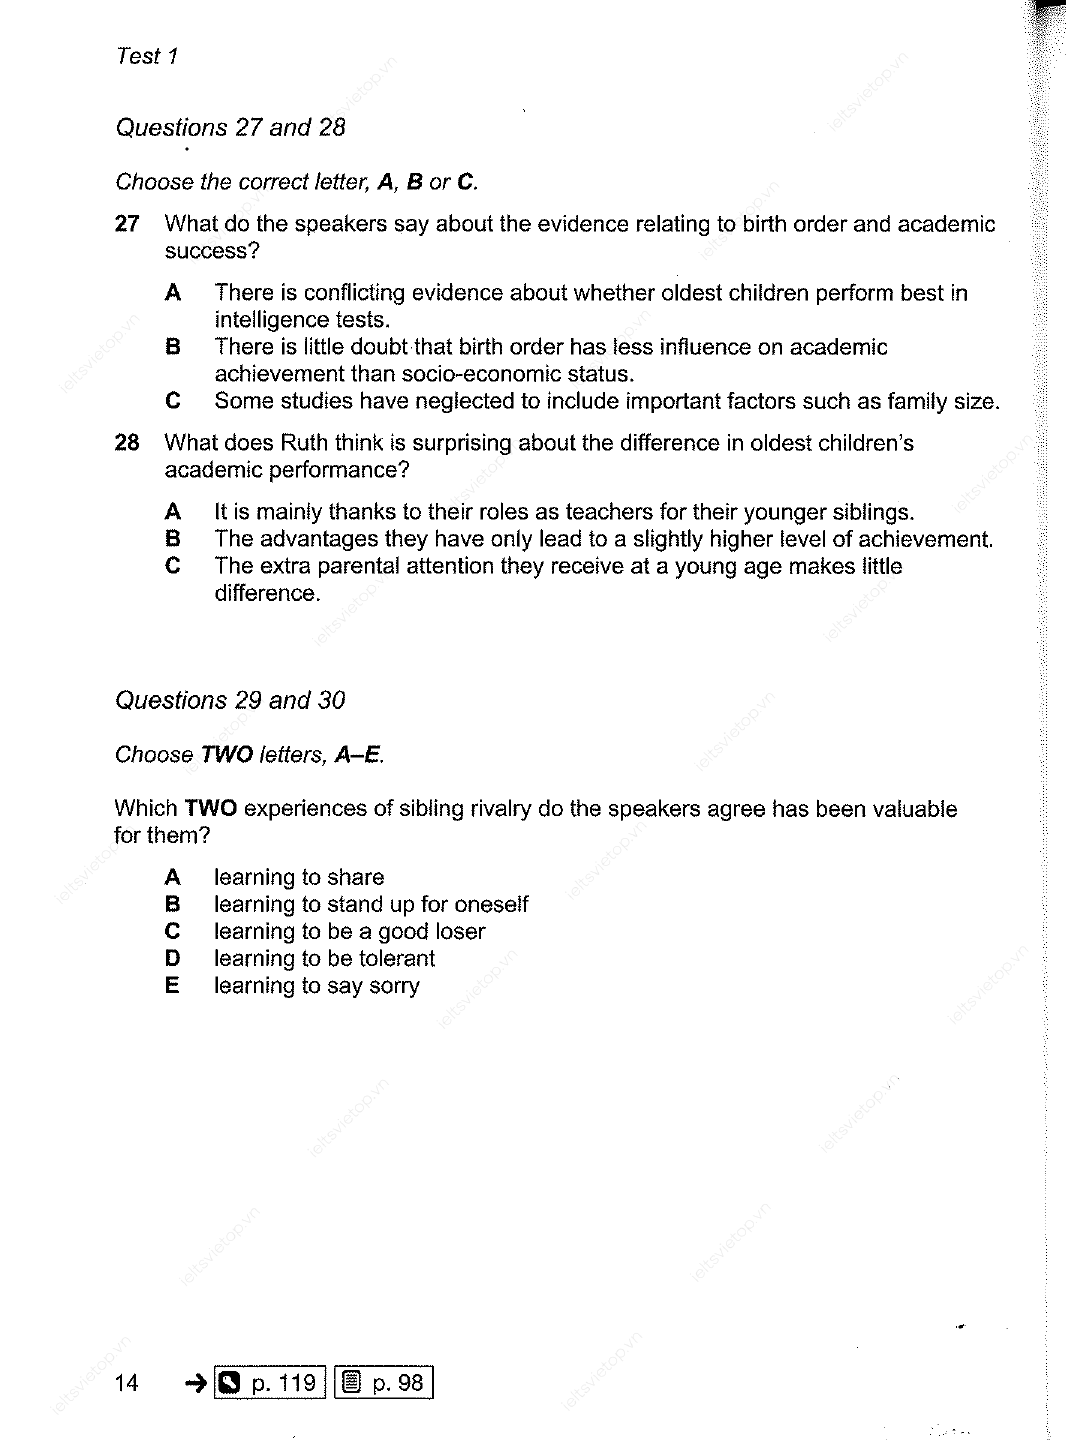 Test 1
Questions 27 and 28
Choose the correct letter, A, B or C.
27 What do the speakers say about the evidence relating to birth order and academic
success?
A There is conflicting evidence about whether oldest children perform best in
intelligence tests.
B There is little doubt that birth order has less influence on academic
achievement than socio-economic status.
C Some studies have neglected to include important factors such as family size.
28 What does Ruth think is surprising about the difference in oldest children's
academic performance?
A It is mainly thanks to their roles as teachers for their younger siblings.
B The advantages they have only lead to a slightly higher level of achievement.
C The extra parental attention they receive at a young age makes little
difference.
Questions 29 and 30
Choose TWO letters, A–E.
Which TWO experiences of sibling rivalry do the speakers agree has been valuable
for them?
A learning to share
B learning to stand up for oneself
C learning to be a good loser
D learning to be tolerant
E learning to say sorry
14 → p. 119 p. 98
ieltsvietop.vn